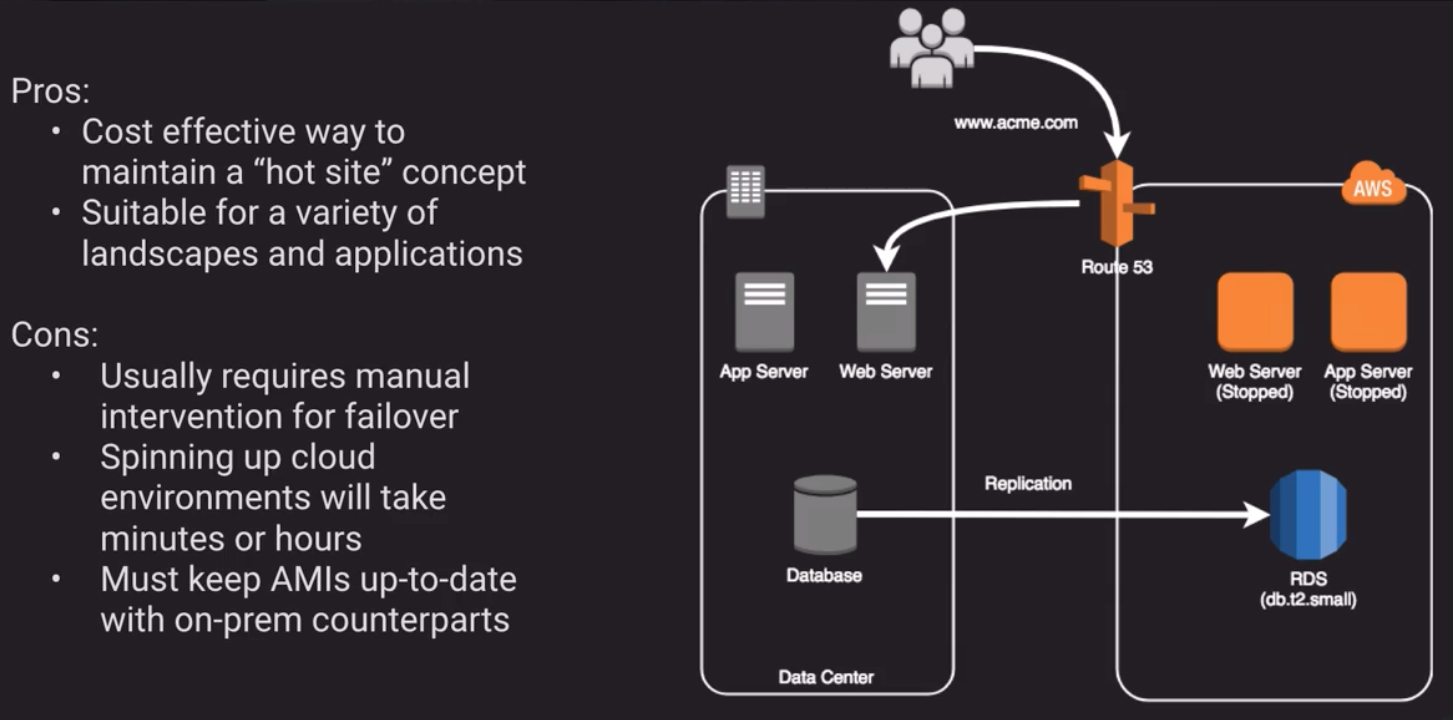 Pros:
• Cost effective way to
maintain a “hot site” concept
• Suitable for a variety of
landscapes and applications
Cons:
• Usually requires manual
intervention for failover
• Spinning up cloud
environments will take
minutes or hours
• Must keep AMIs up-to-date
with on-prem counterparts
www.acme.com
AWS
Route 53
App Server
Web Server
Web Server
(Stopped)
App Server
(Stopped)
Replication
Database
RDS
(db.t2.small)
Data Center